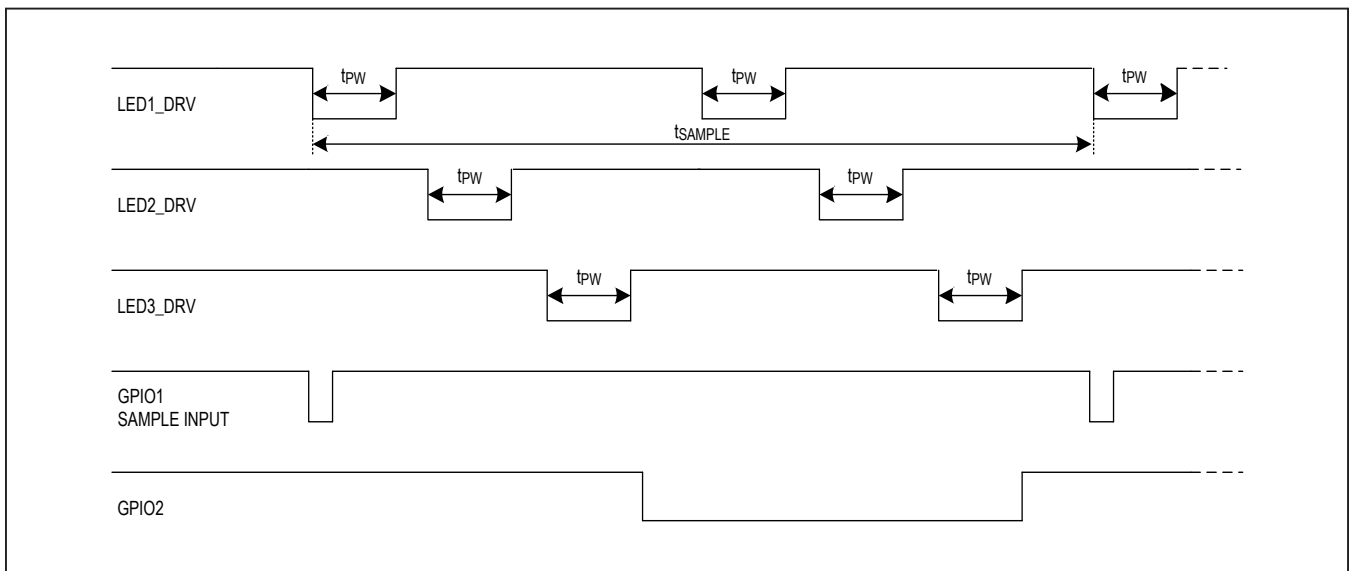 tPW tPW tPW
LED1_DRV
tSAMPLE
tPW tPW
LED2_DRV
tPW tPW
LED3_DRV
GPIO1
SAMPLE INPUT
GPIO2